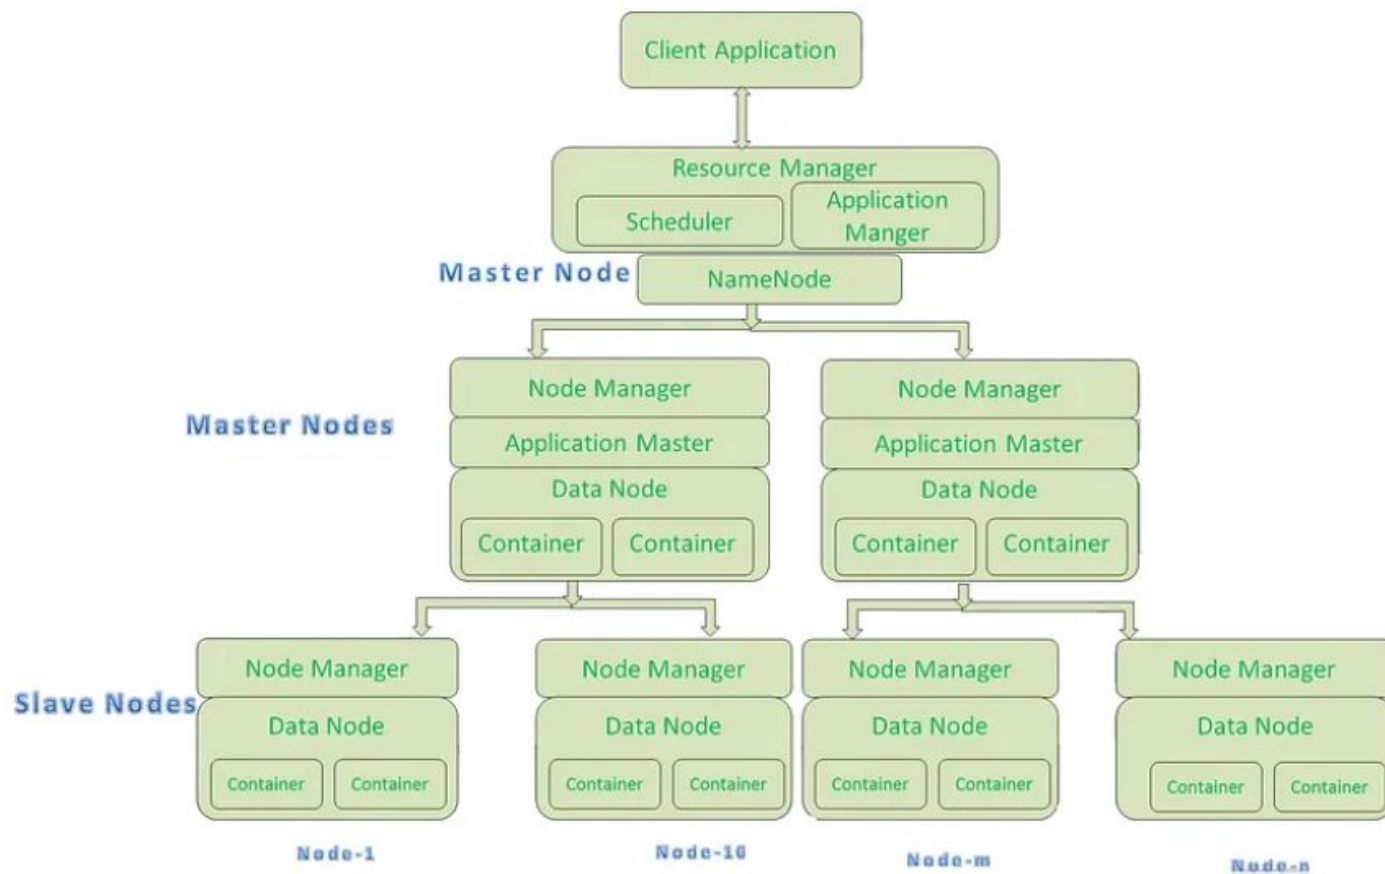 Client Application
Resource Manager
Scheduler
Application
Manger
Master Node
NameNode
Node Manager
Node Manager
Master Nodes
Application Master
Application Master
Data Node
Data Node
Container
Container
Container
Container
Node Manager
Node Manager
Node Manager
Node Manager
Slave Nodes
Data Node
Data Node
Data Node
Data Node
Container
Container
Container
Container
Container
Container
Container
Container
Node-1
Node-10
Node-m
Node-n